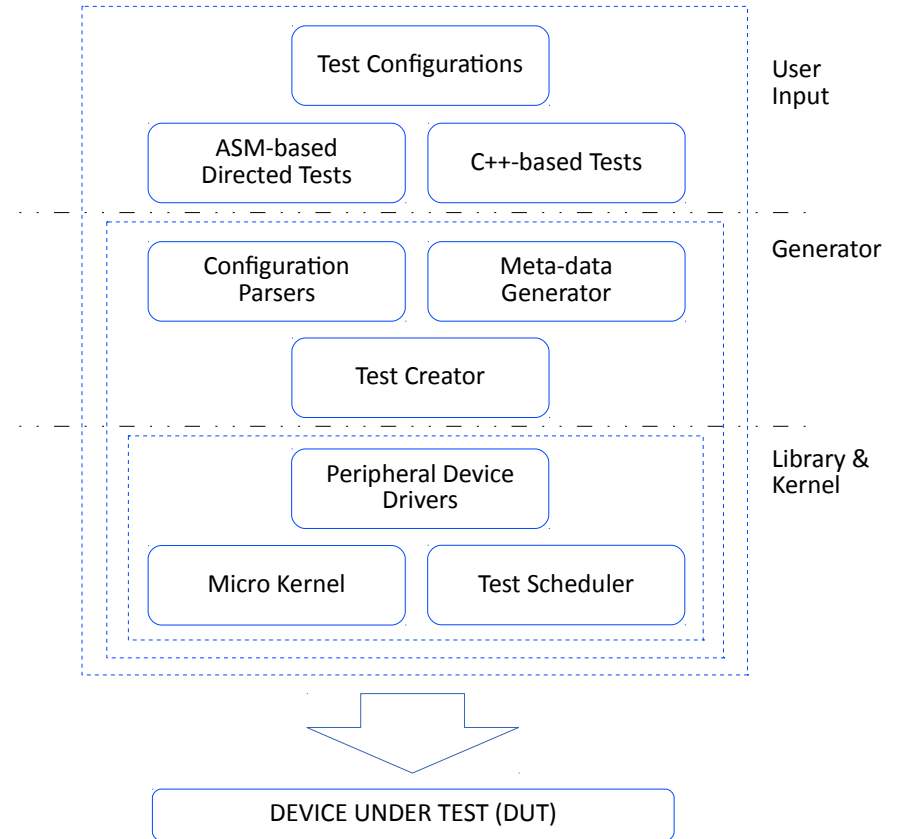 Test Configurations
User
Input
ASM-based
Directed Tests
C++-based Tests
Generator
Configuration
Parsers
Meta-data
Generator
Test Creator
Library &
Kernel
Peripheral Device
Drivers
Micro Kernel
Test Scheduler
DEVICE UNDER TEST (DUT)